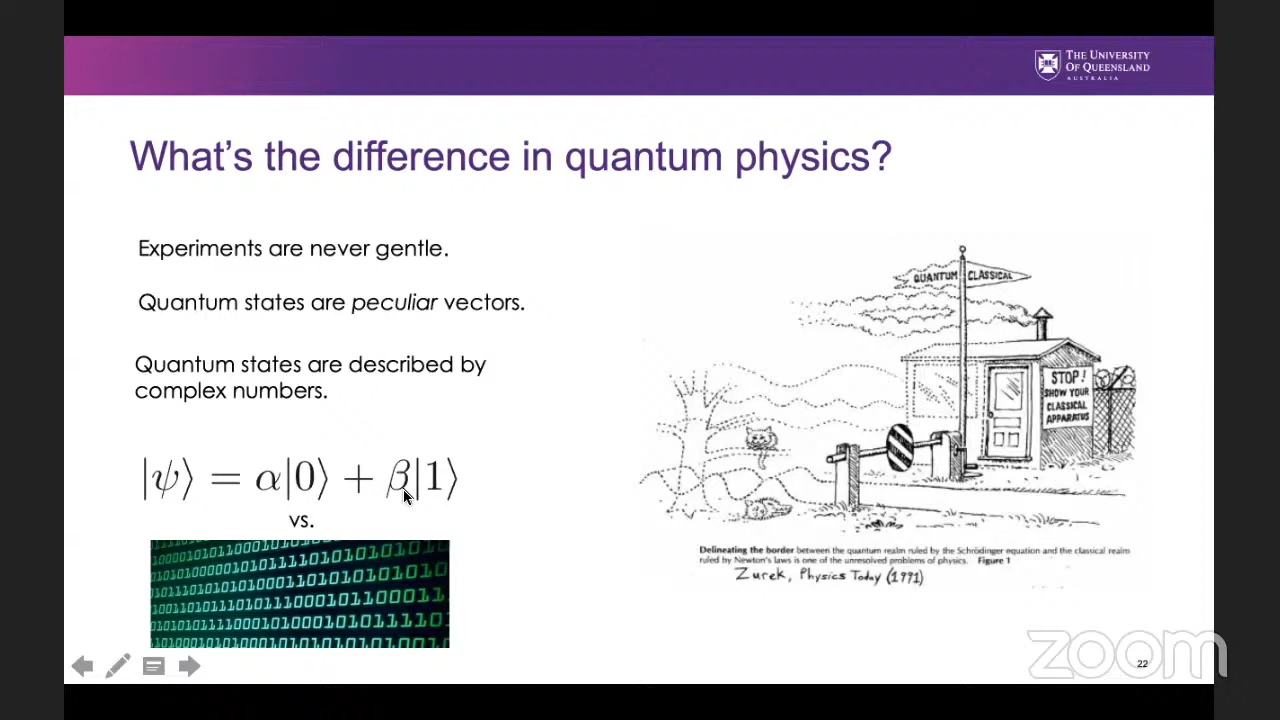 THE UNIVERSITY
OF QUEENSLAND
AUSTRALIA
What's the difference in quantum physics?
Experiments are never gentle.
Quantum states are peculiar vectors.
Quantum states are described by
complex numbers.
|ψ⟩ = α|0⟩ + β|1⟩
vs.
QUANTUM CLASSICAL
STOP!
SHOW YOUR
CLASSICAL
APPARATUS
Delineating the border between the quantum realm ruled by the Schrödinger equation and the classical realm
ruled by Newton's laws is one of the unresolved problems of physics. Figure 1
Zurek, Physics Today (1991)
22
zoom